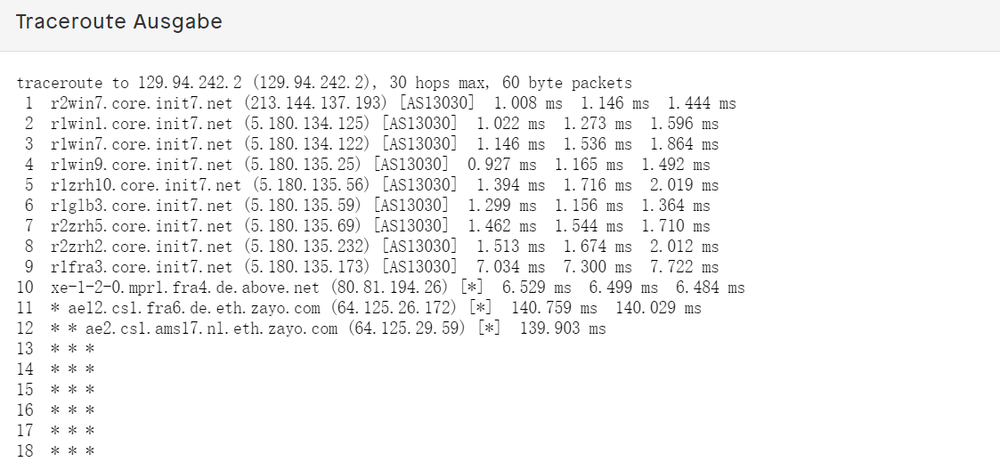 Traceroute Ausgabe
traceroute to 129.94.242.2 (129.94.242.2), 30 hops max, 60 byte packets
1 r2win7.core.init7.net (213.144.137.193) [AS13030] 1.008 ms 1.146 ms 1.444 ms
2 r1win1.core.init7.net (5.180.134.125) [AS13030] 1.022 ms 1.273 ms 1.596 ms
3 r1win7.core.init7.net (5.180.134.122) [AS13030] 1.146 ms 1.536 ms 1.864 ms
4 r1win9.core.init7.net (5.180.135.25) [AS13030] 0.927 ms 1.165 ms 1.492 ms
5 r1zrh10.core.init7.net (5.180.135.56) [AS13030] 1.394 ms 1.716 ms 2.019 ms
6 r1glb3.core.init7.net (5.180.135.59) [AS13030] 1.299 ms 1.156 ms 1.364 ms
7 r2zrh5.core.init7.net (5.180.135.69) [AS13030] 1.462 ms 1.544 ms 1.710 ms
8 r2zrh2.core.init7.net (5.180.135.232) [AS13030] 1.513 ms 1.674 ms 2.012 ms
9 r1fra3.core.init7.net (5.180.135.173) [AS13030] 7.034 ms 7.300 ms 7.722 ms
10 xe-1-2-0.mpr1.fra4.de.above.net (80.81.194.26) [*] 6.529 ms 6.499 ms 6.484 ms
11 * ae12.cs1.fra6.de.eth.zayo.com (64.125.26.172) [*] 140.759 ms 140.029 ms
12 * * ae2.cs1.ams17.nl.eth.zayo.com (64.125.29.59) [*] 139.903 ms
13 * * *
14 * * *
15 * * *
16 * * *
17 * * *
18 * * *